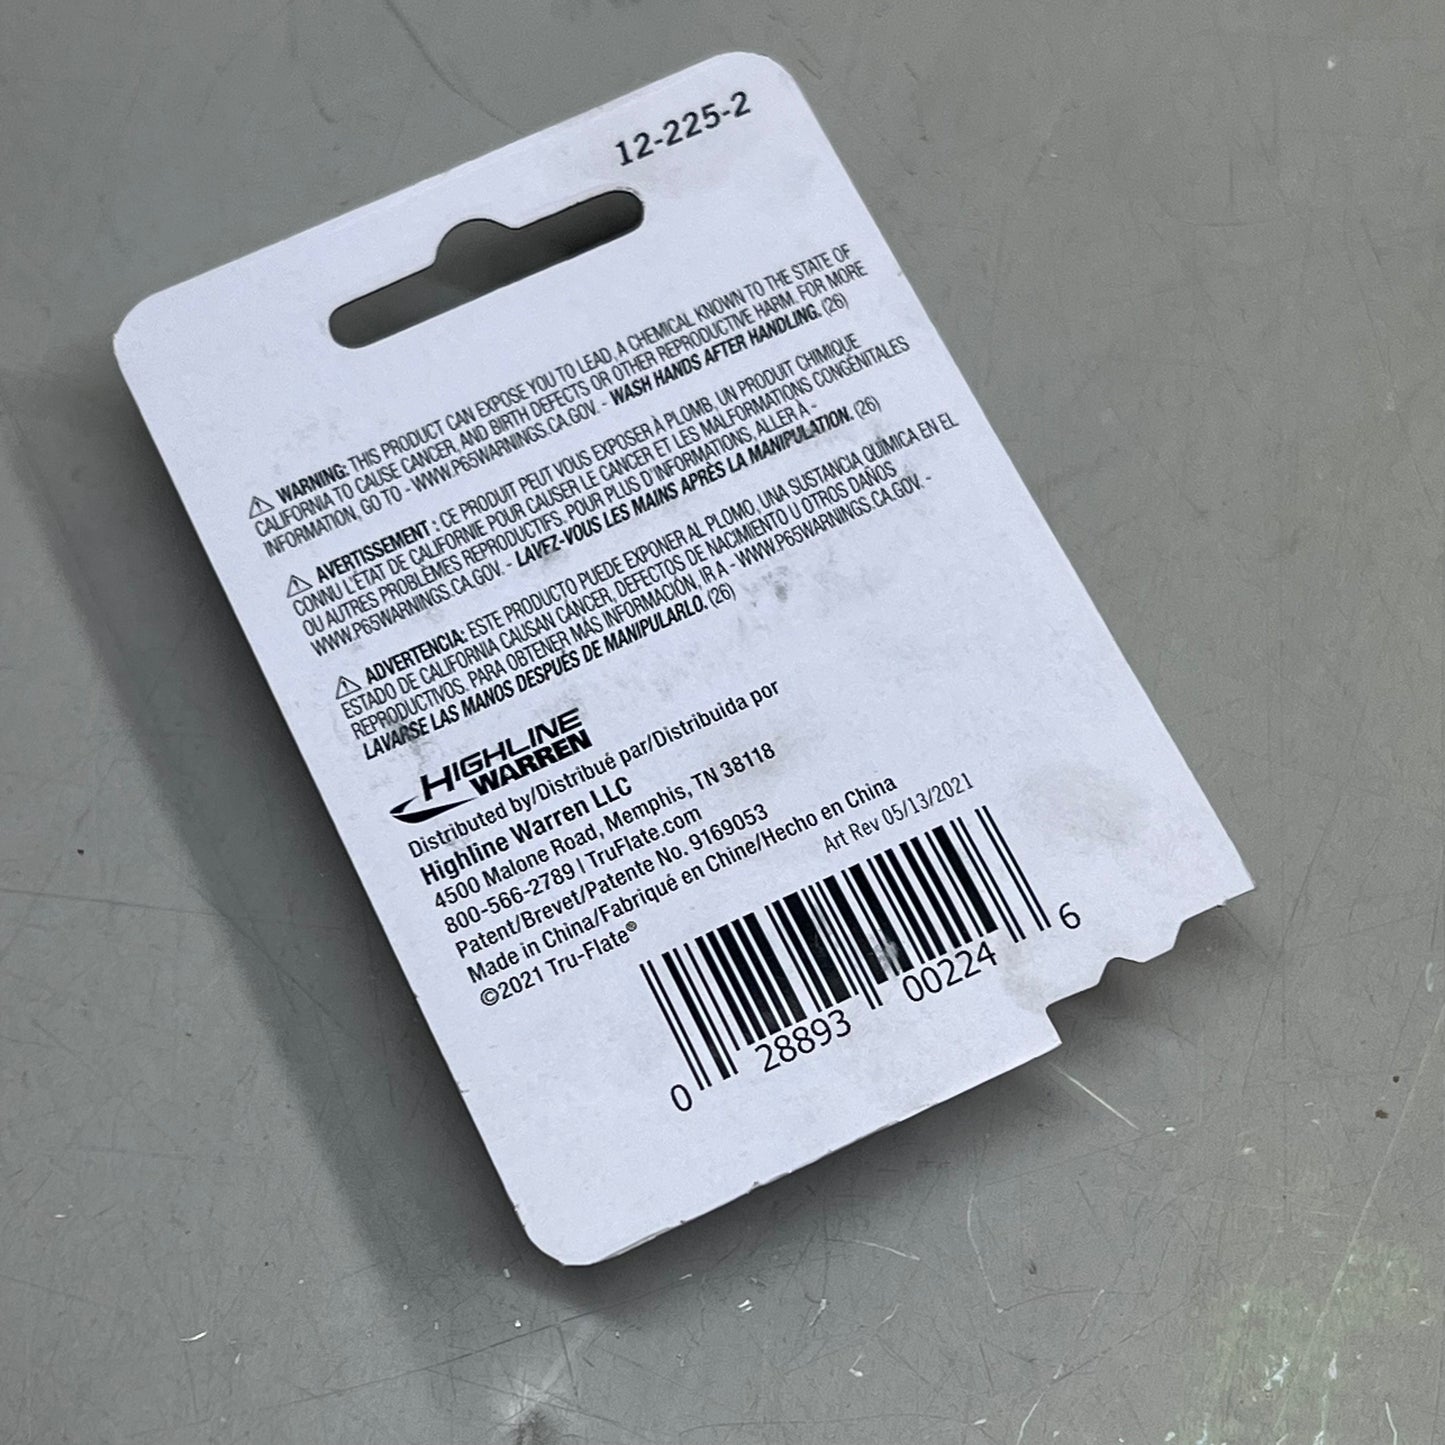 12-225-2
⚠ WARNING: THIS PRODUCT CAN EXPOSE YOU TO LEAD, A CHEMICAL KNOWN TO THE STATE OF
CALIFORNIA TO CAUSE CANCER, AND BIRTH DEFECTS OR OTHER REPRODUCTIVE HARM. FOR MORE
INFORMATION, GO TO - WWW.P65WARNINGS.CA.GOV. - WASH HANDS AFTER HANDLING. (26)
⚠ AVERTISSEMENT : CE PRODUIT PEUT VOUS EXPOSER À PLOMB, UN PRODUIT CHIMIQUE
CONNU L'ÉTAT DE CALIFORNIE POUR CAUSER LE CANCER ET LES MALFORMATIONS CONGÉNITALES
OU AUTRES PROBLÈMES REPRODUCTIFS. POUR PLUS D'INFORMATIONS, ALLER À -
WWW.P65WARNINGS.CA.GOV. - LAVEZ-VOUS LES MAINS APRÈS LA MANIPULATION. (26)
⚠ ADVERTENCIA: ESTE PRODUCTO PUEDE EXPONER AL PLOMO, UNA SUSTANCIA QUÍMICA EN EL
ESTADO DE CALIFORNIA CAUSAN CÁNCER, DEFECTOS DE NACIMIENTO U OTROS DAÑOS
REPRODUCTIVOS. PARA OBTENER MÁS INFORMACIÓN, IR A - WWW.P65WARNINGS.CA.GOV. -
LAVARSE LAS MANOS DESPUÉS DE MANIPULARLO. (26)
HIGHLINE
WARREN
Distributed by/Distribué par/Distribuida por
Highline Warren LLC
4500 Malone Road, Memphis, TN 38118
800-566-2789 | TruFlate.com
Patent/Brevet/Patente No. 9169053
Made in China/Fabriqué en Chine/Hecho en China
©2021 Tru-Flate®
Art Rev 05/13/2021
0 28893 00224 6